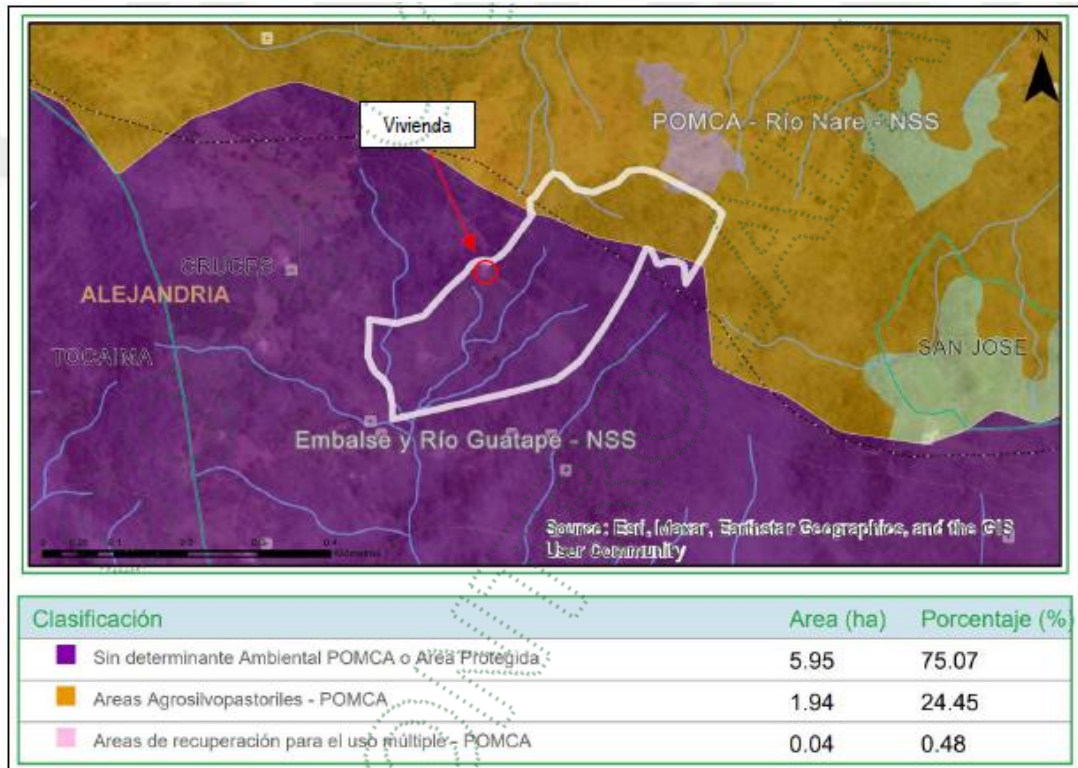 N
Vivienda
POMCA - Río Nare - NSS
CRUCES
ALEJANDRIA
TOCAIMA
SAN JOSE
Embalse y Río Guatapé - NSS
Source: Esri, Maxar, Earthstar Geographics, and the GIS
User Community
Clasificación Area (ha) Porcentaje (%)
Sin determinante Ambiental POMCA o Area Protegida 5.95 75.07
Areas Agrosilvopastoriles - POMCA 1.94 24.45
Areas de recuperación para el uso múltiple - POMCA 0.04 0.48